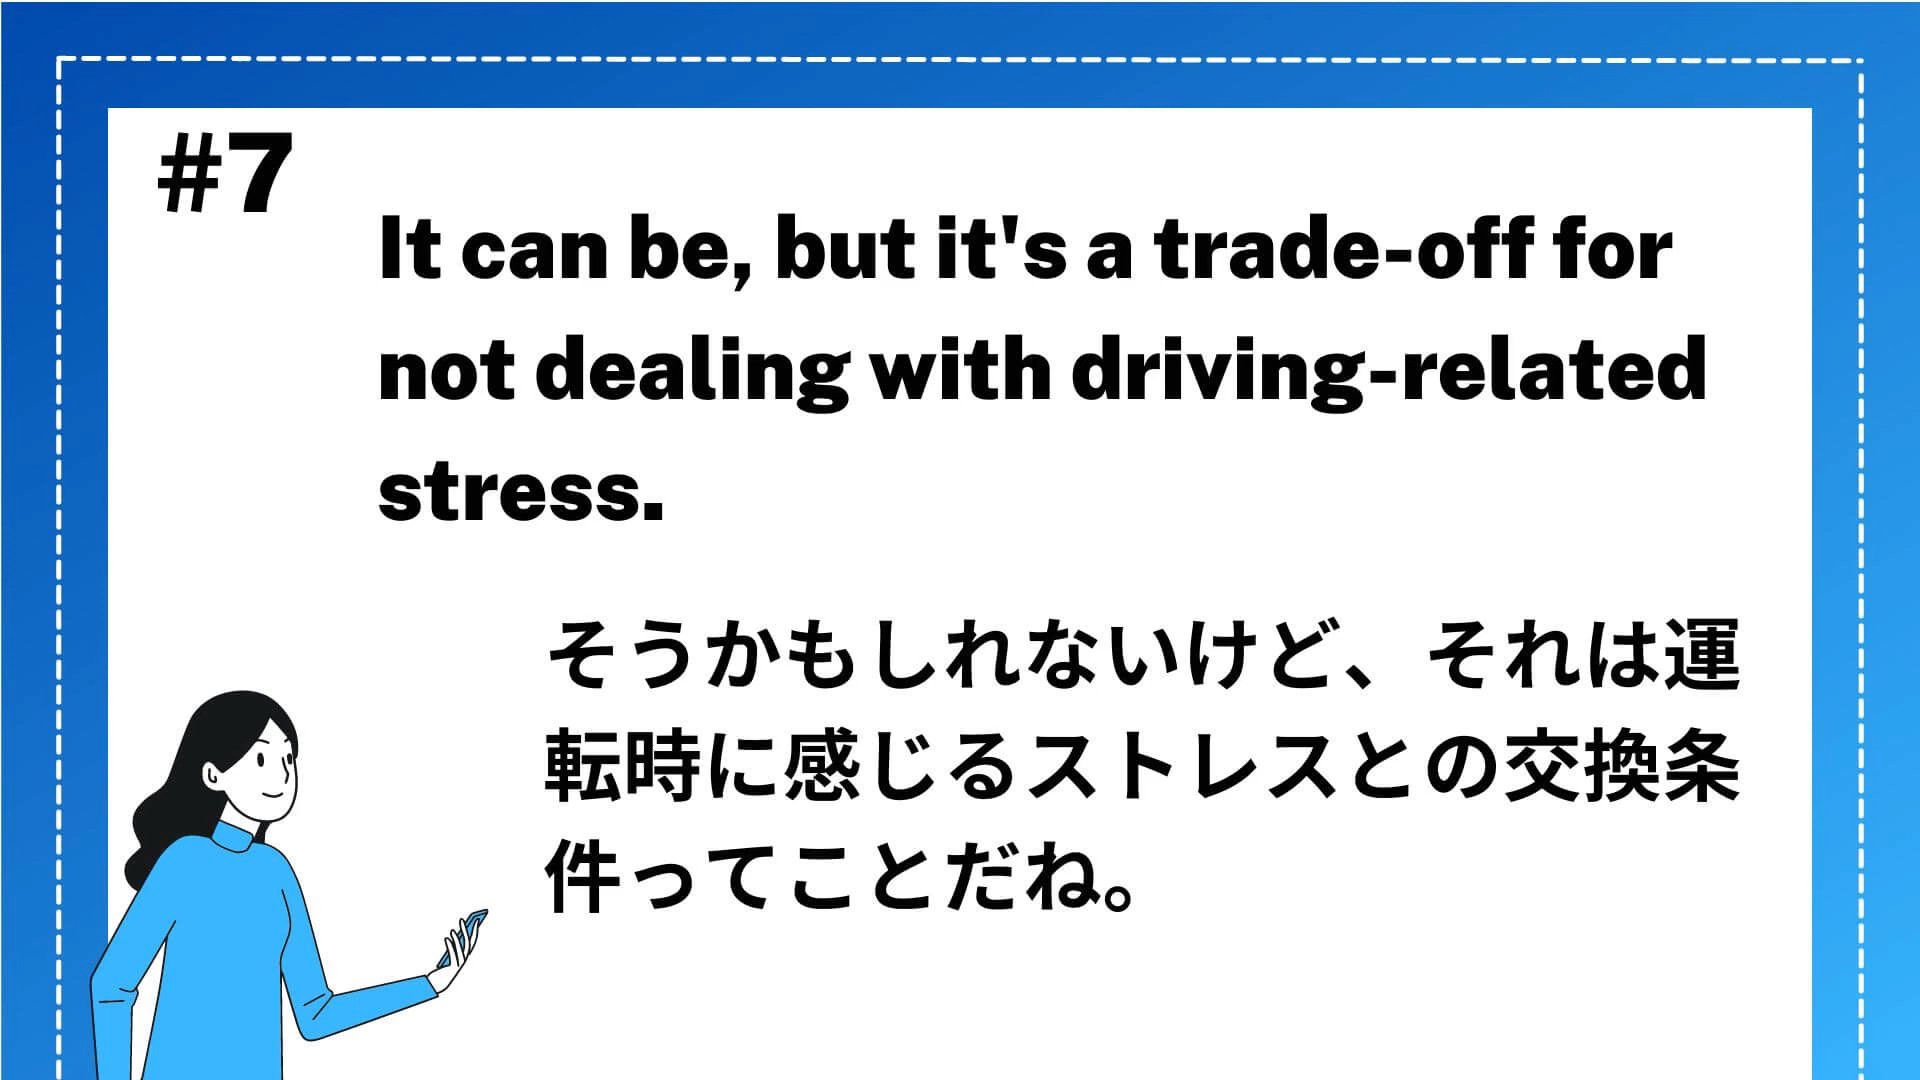 #7
It can be, but it's a trade-off for
not dealing with driving-related
stress.
そうかもしれないけど、それは運
転時に感じるストレスとの交換条
件ってことだね。